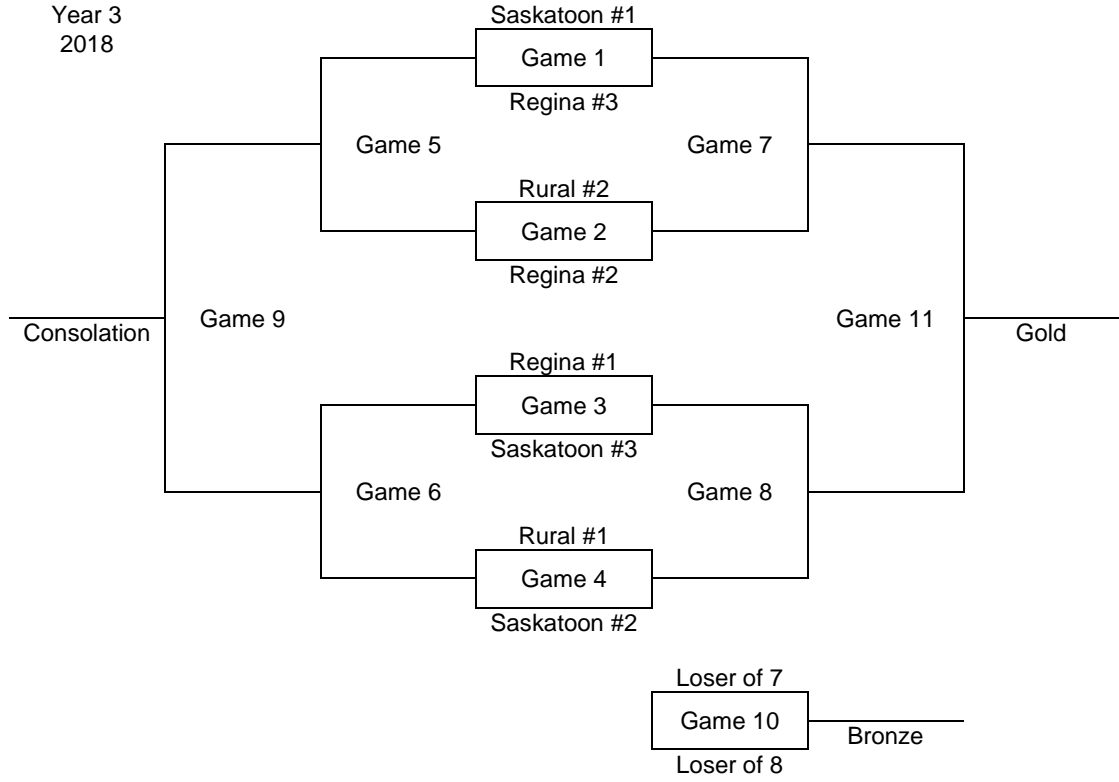 Year 3
2018
Saskatoon #1
Game 1
Regina #3
Game 5
Game 7
Rural #2
Game 2
Regina #2
Game 9
Game 11
Consolation
Gold
Regina #1
Game 3
Saskatoon #3
Game 6
Game 8
Rural #1
Game 4
Saskatoon #2
Loser of 7
Game 10
Bronze
Loser of 8